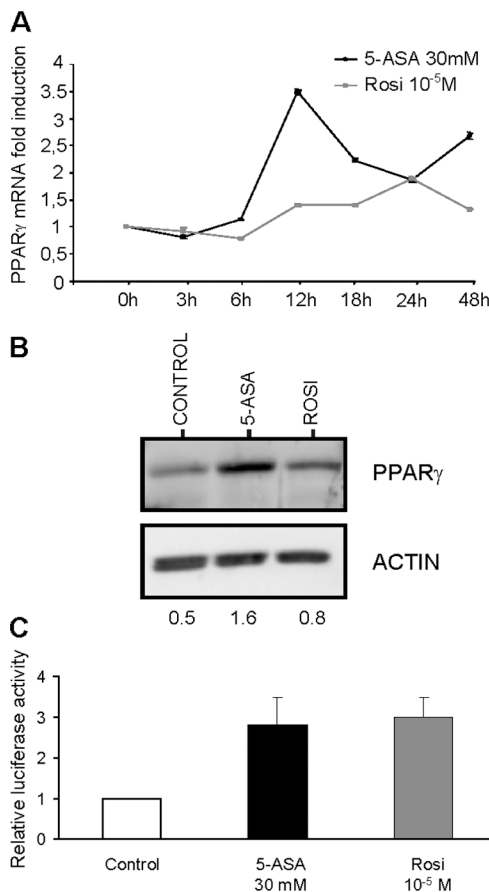 A
5-ASA 30mM
Rosi 10⁻⁵M
PPARγ mRNA fold induction
4
3.5
3
2.5
2
1,5
1
0,5
0
0h 3h 6h 12h 18h 24h 48h
B
CONTROL
5-ASA
ROSI
PPARγ
ACTIN
0.5 1.6 0.8
C
Relative luciferase activity
4
3
2
1
0
Control 5-ASA Rosi
30 mM 10⁻⁵ M